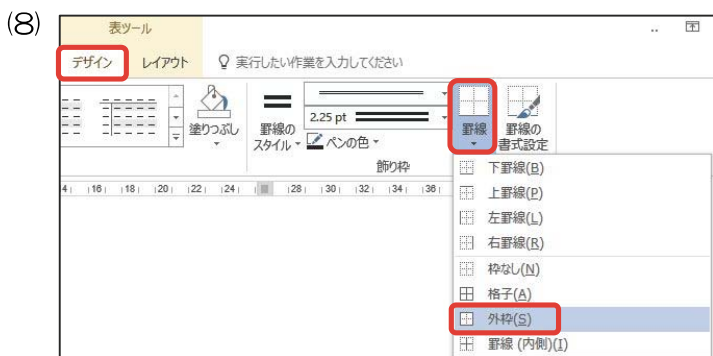 (8)
表ツール
デザイン レイアウト 実行したい作業を入力してください
塗りつぶし 罫線の スタイル 2.25 pt ペンの色 罫線 罫線の 書式設定
飾り枠
4 16 18 20 22 24 28 30 32 34 36
下罫線(B)
上罫線(P)
左罫線(L)
右罫線(R)
枠なし(N)
格子(A)
外枠(S)
罫線 (内側)(I)